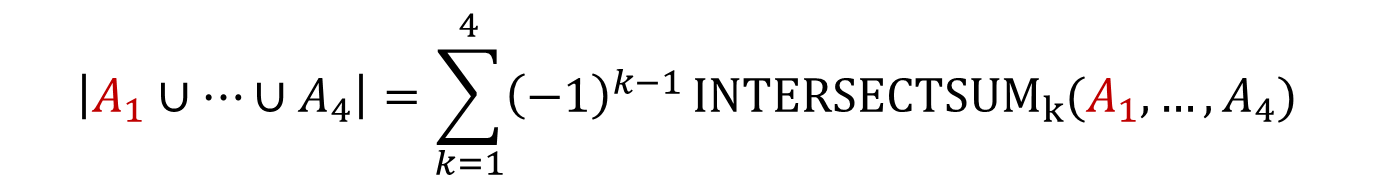 |A₁ ∪ ⋯ ∪ A₄| = ∑_{k=1}^{4} (−1)^{k−1} INTERSECTSUM_k(A₁, … , A₄)